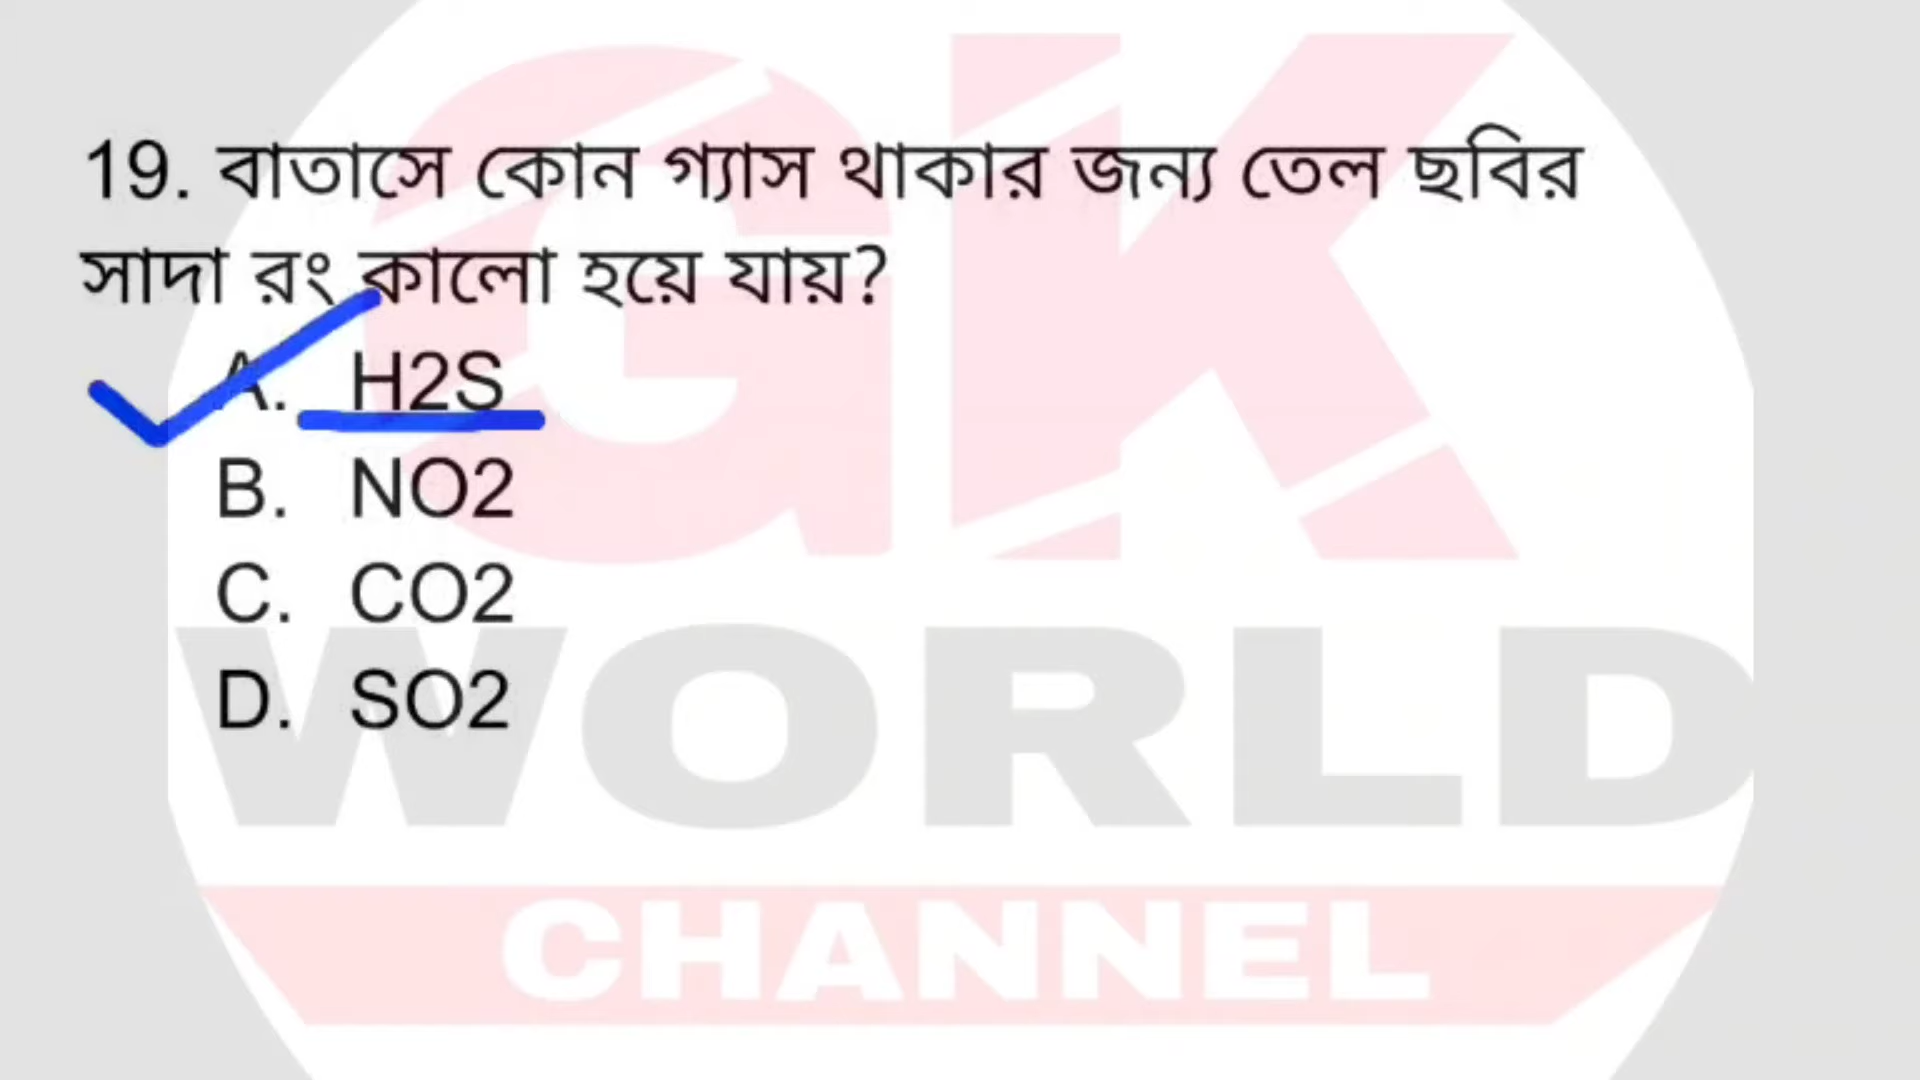 19. বাতাসে কোন গ্যাস থাকার জন্য তেল ছবির
সাদা রং কালো হয়ে যায়?
A. H2S
B. NO2
C. CO2
D. SO2
GK
WORLD
CHANNEL